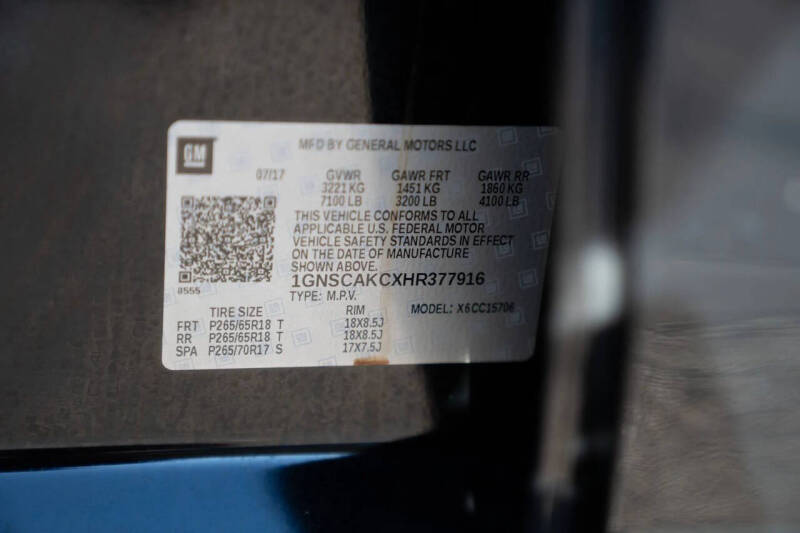 GM
MFD BY GENERAL MOTORS LLC
07/17 GVWR GAWR FRT GAWR RR
3221 KG 1451 KG 1860 KG
7100 LB 3200 LB 4100 LB
THIS VEHICLE CONFORMS TO ALL
APPLICABLE U.S. FEDERAL MOTOR
VEHICLE SAFETY STANDARDS IN EFFECT
ON THE DATE OF MANUFACTURE
SHOWN ABOVE.
8555
1GNSCAKCXHR377916
TYPE: M.P.V.
MODEL: X6CC15706
TIRE SIZE RIM
FRT P265/65R18 T 18X8.5J
RR P265/65R18 T 18X8.5J
SPA P265/70R17 S 17X7.5J